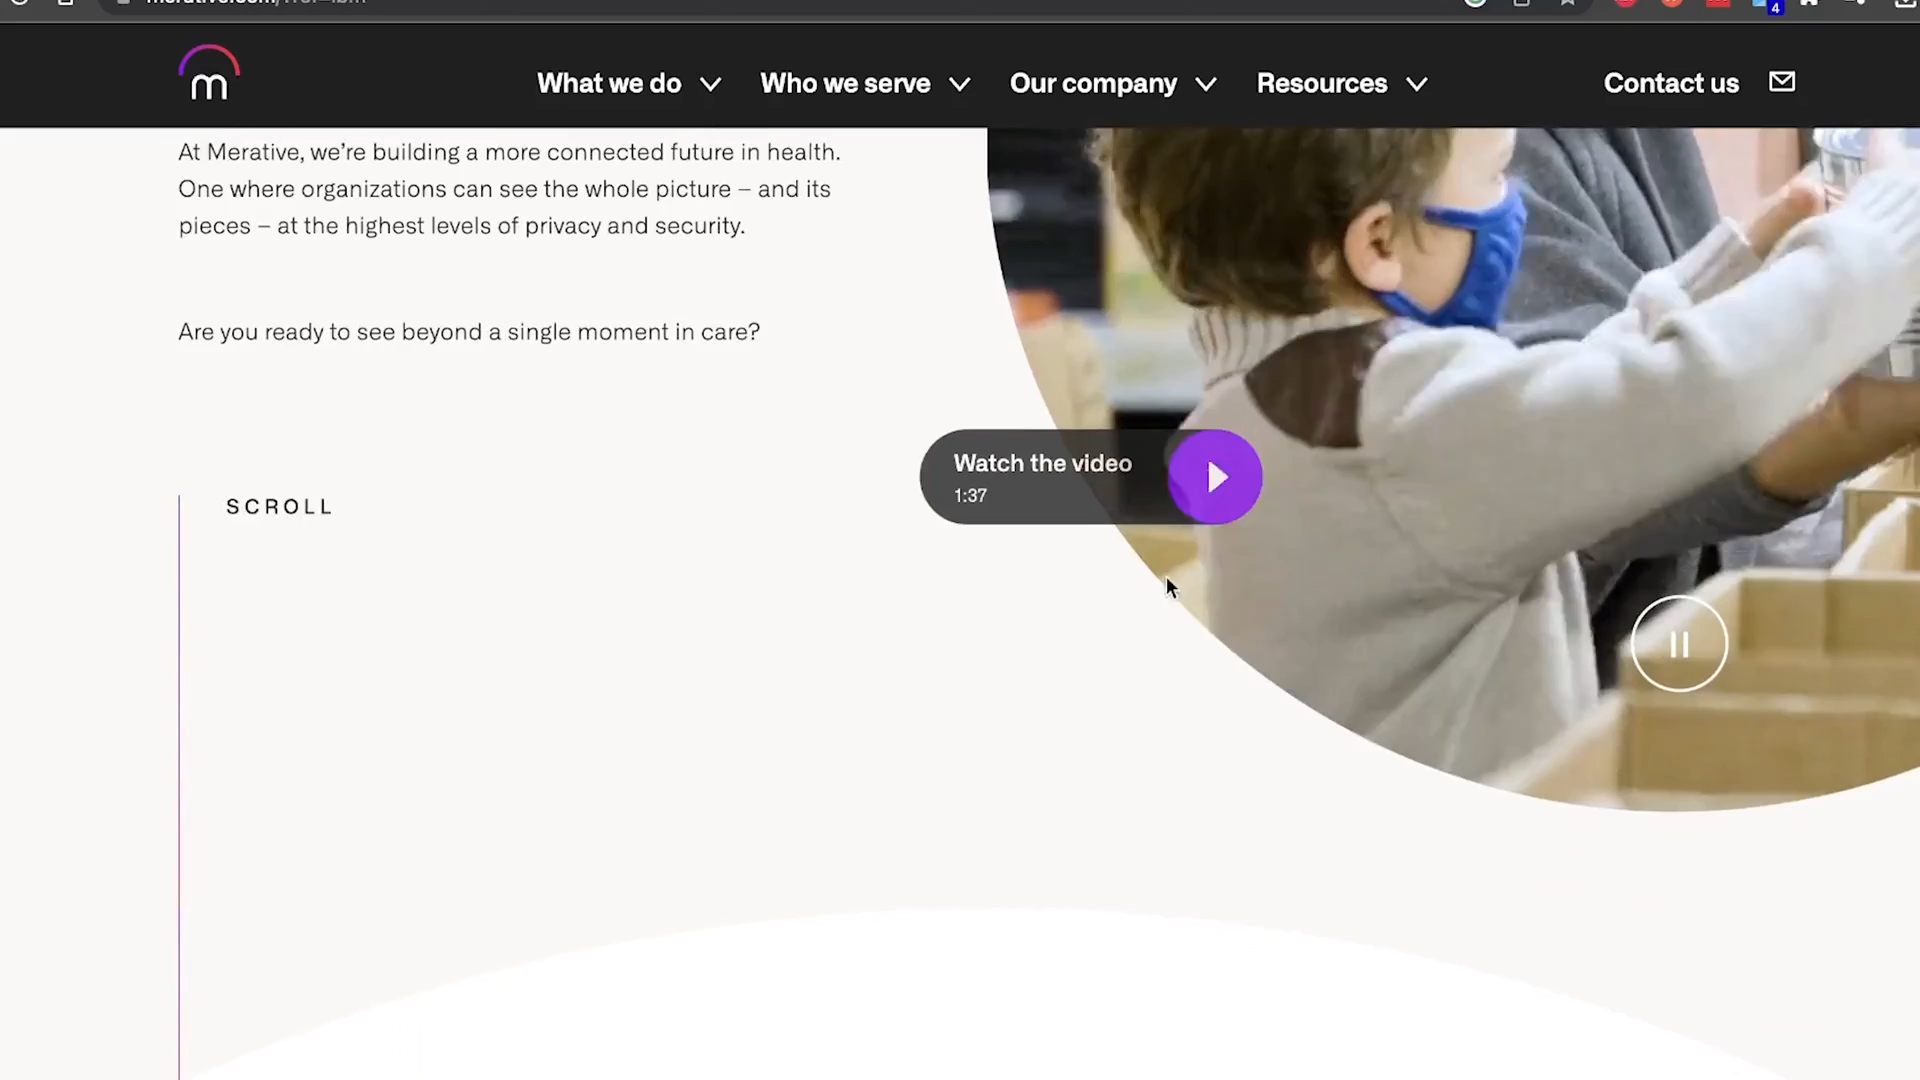 4
m
What we do
Who we serve
Our company
Resources
Contact us
At Merative, we’re building a more connected future in health.
One where organizations can see the whole picture – and its
pieces – at the highest levels of privacy and security.
Are you ready to see beyond a single moment in care?
Watch the video
1:37
SCROLL